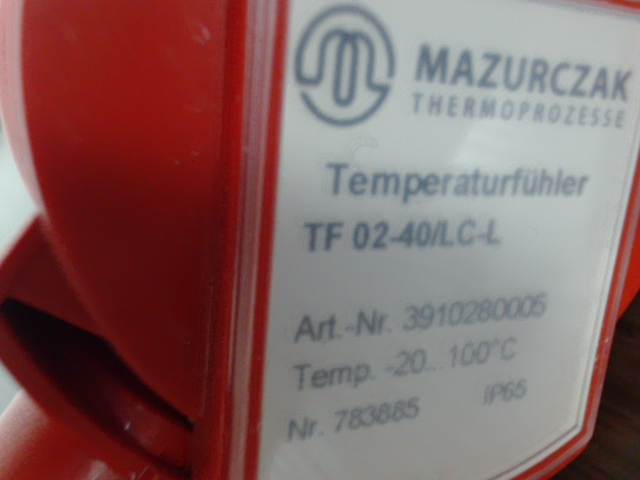 MAZURCZAK
THERMOPROZESSE
Temperaturfühler
TF 02-40/LC-L
Art.-Nr. 3910280005
Temp. -20...100°C
Nr. 783885 IP65